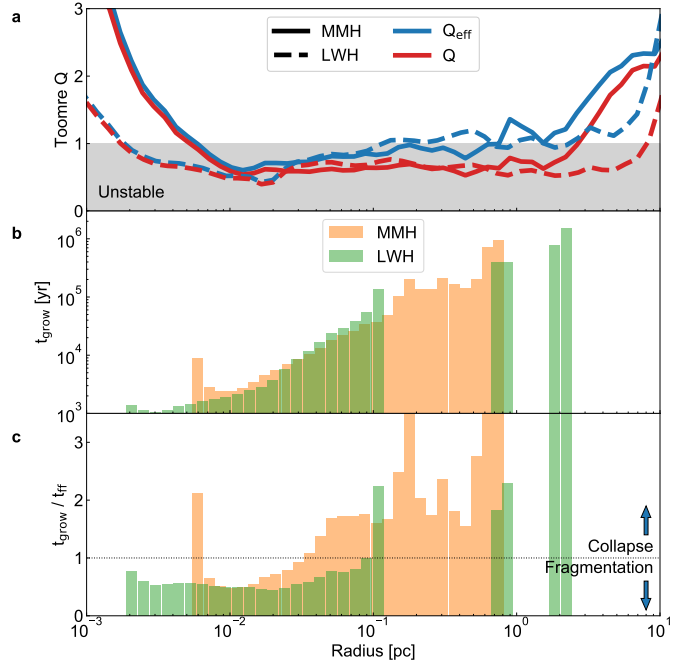 a
3
2
1
0
Toomre Q
MMH
LWH
Q_eff
Q
Unstable
b
10^6
10^5
10^4
10^3
t_grow [yr]
MMH
LWH
c
3
2
1
0
t_grow / t_ff
Collapse
Fragmentation
10^−3 10^−2 10^−1 10^0 10^1
Radius [pc]